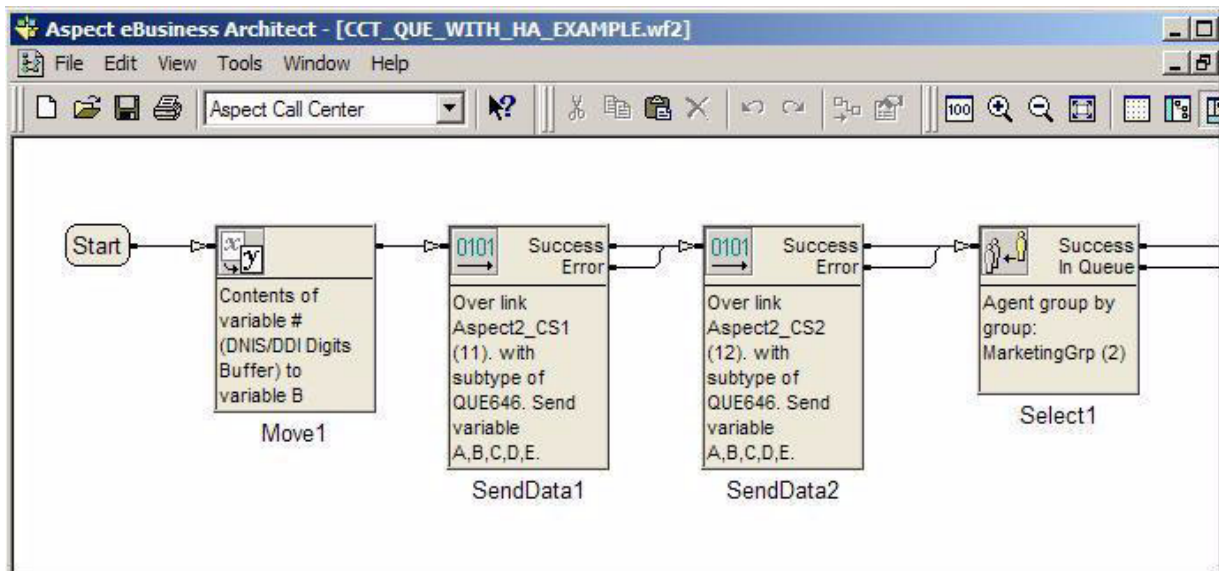 Aspect eBusiness Architect - [CCT_QUE_WITH_HA_EXAMPLE.wf2]
File Edit View Tools Window Help
Aspect Call Center
100
Start
x
y
Contents of
variable #
(DNIS/DDI Digits
Buffer) to
variable B
Move1
0101
Success
Error
Over link
Aspect2_CS1
(11). with
subtype of
QUE646. Send
variable
A,B,C,D,E.
SendData1
0101
Success
Error
Over link
Aspect2_CS2
(12). with
subtype of
QUE646. Send
variable
A,B,C,D,E.
SendData2
Success
In Queue
Agent group by
group:
MarketingGrp (2)
Select1